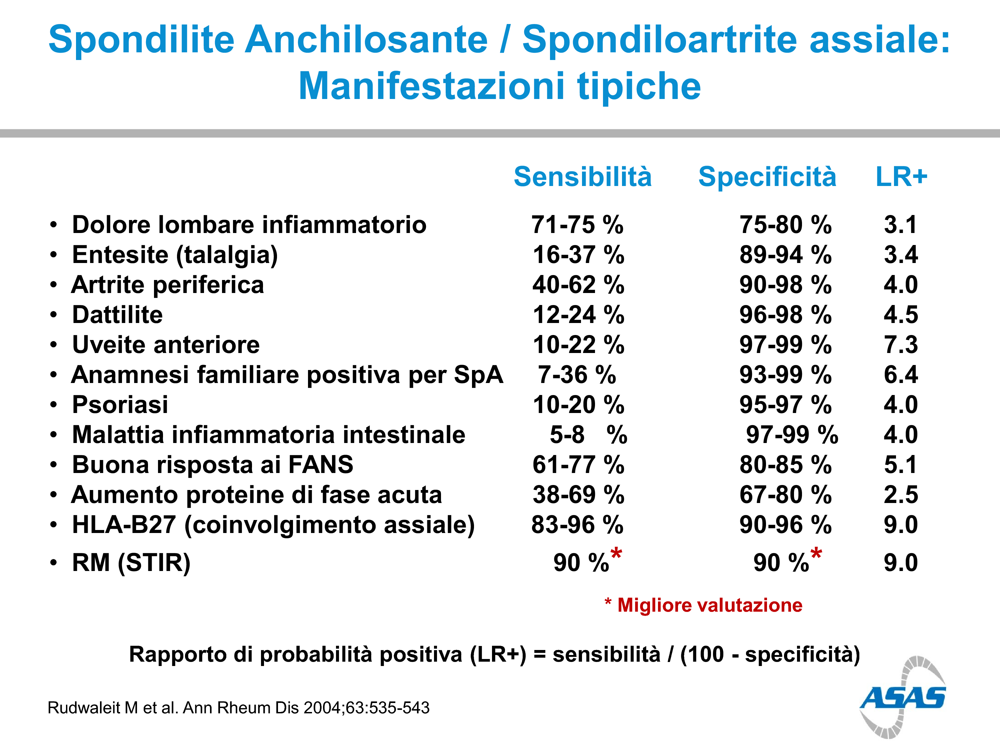 Spondilite Anchilosante / Spondiloartrite assiale:
Manifestazioni tipiche
Sensibilità Specificità LR+
• Dolore lombare infiammatorio 71-75 % 75-80 % 3.1
• Entesite (talalgia) 16-37 % 89-94 % 3.4
• Artrite periferica 40-62 % 90-98 % 4.0
• Dattilite 12-24 % 96-98 % 4.5
• Uveite anteriore 10-22 % 97-99 % 7.3
• Anamnesi familiare positiva per SpA 7-36 % 93-99 % 6.4
• Psoriasi 10-20 % 95-97 % 4.0
• Malattia infiammatoria intestinale 5-8 % 97-99 % 4.0
• Buona risposta ai FANS 61-77 % 80-85 % 5.1
• Aumento proteine di fase acuta 38-69 % 67-80 % 2.5
• HLA-B27 (coinvolgimento assiale) 83-96 % 90-96 % 9.0
• RM (STIR) 90 %* 90 %* 9.0
* Migliore valutazione
Rapporto di probabilità positiva (LR+) = sensibilità / (100 - specificità)
ASAS
Rudwaleit M et al. Ann Rheum Dis 2004;63:535-543